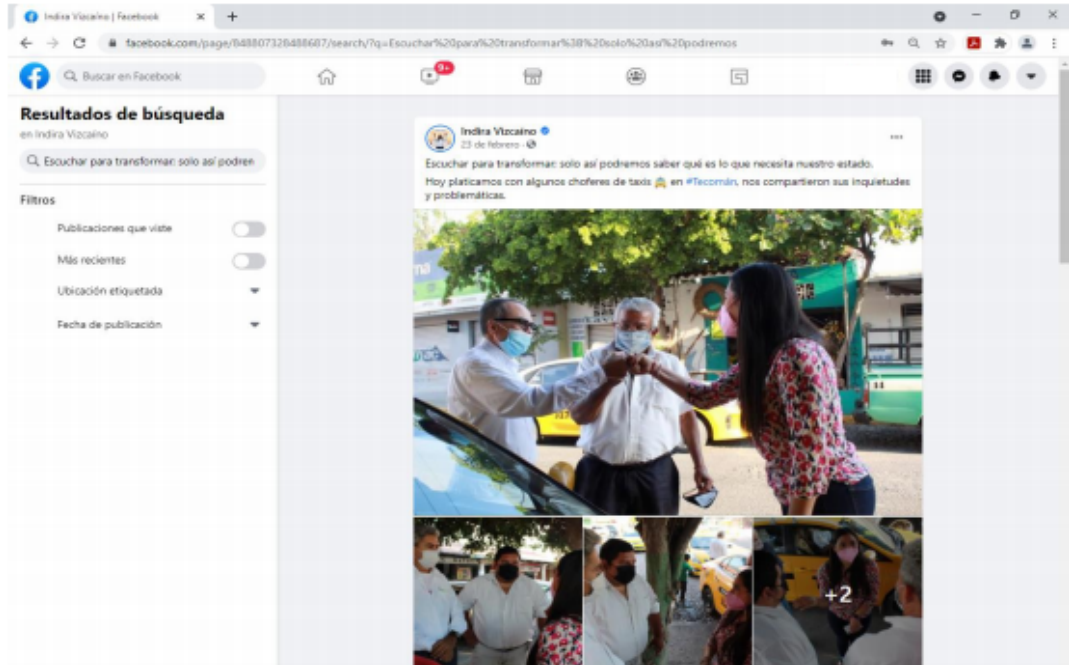 Indira Vizcaíno | Facebook
facebook.com/page/848807328488687/search/?q=Escuchar%20para%20transformar%3B%20solo%20así%20podremos
Buscar en Facebook
9+
Resultados de búsqueda
en Indira Vizcaíno
Escuchar para transformar: solo así podren
Filtros
Publicaciones que viste
Más recientes
Ubicación etiquetada
Fecha de publicación
Indira Vizcaíno
23 de febrero
Escuchar para transformar: solo así podremos saber qué es lo que necesita nuestro estado.
Hoy platicamos con algunos choferes de taxis 🚖 en #Tecomán, nos compartieron sus inquietudes
y problemáticas.
+2